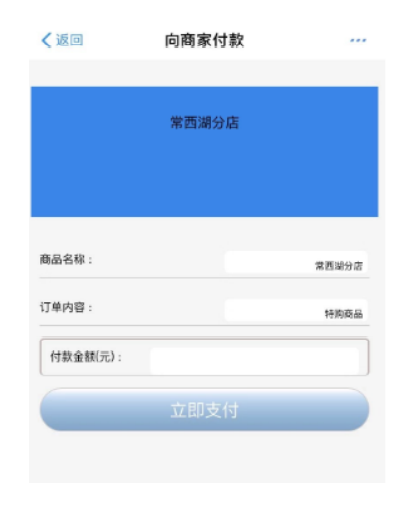 返回 向商家付款 ...
常西湖分店
商品名称： 常西湖分店
订单内容： 特购商品
付款金额(元)：
立即支付